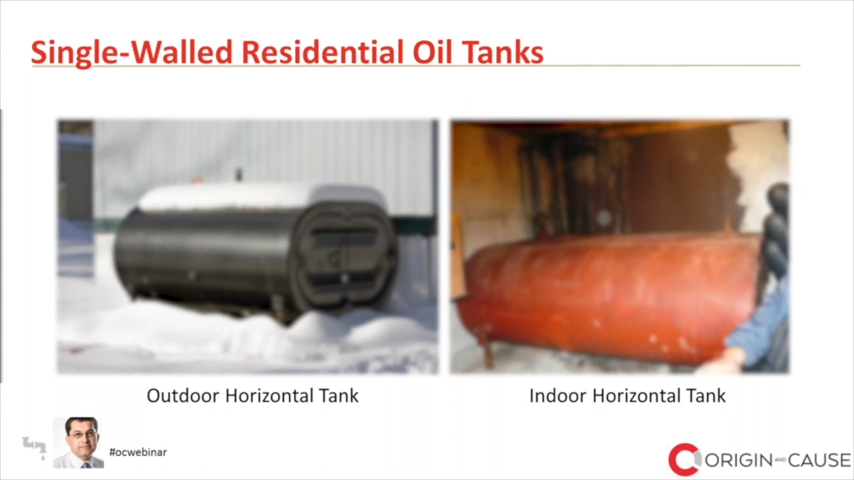 Single-Walled Residential Oil Tanks
Outdoor Horizontal Tank
Indoor Horizontal Tank
#ocwebinar
ORIGIN AND CAUSE